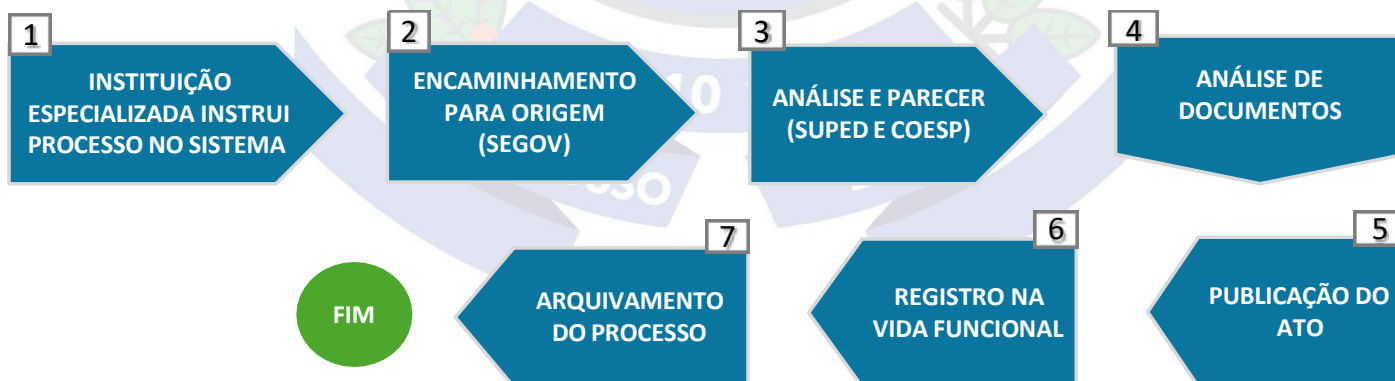 1
INSTITUIÇÃO
ESPECIALIZADA INSTRUI
PROCESSO NO SISTEMA
2
ENCAMINHAMENTO
PARA ORIGEM
(SEGOV)
3
ANÁLISE E PARECER
(SUPED E COESP)
4
ANÁLISE DE
DOCUMENTOS
5
PUBLICAÇÃO DO
ATO
6
REGISTRO NA
VIDA FUNCIONAL
7
ARQUIVAMENTO
DO PROCESSO
FIM